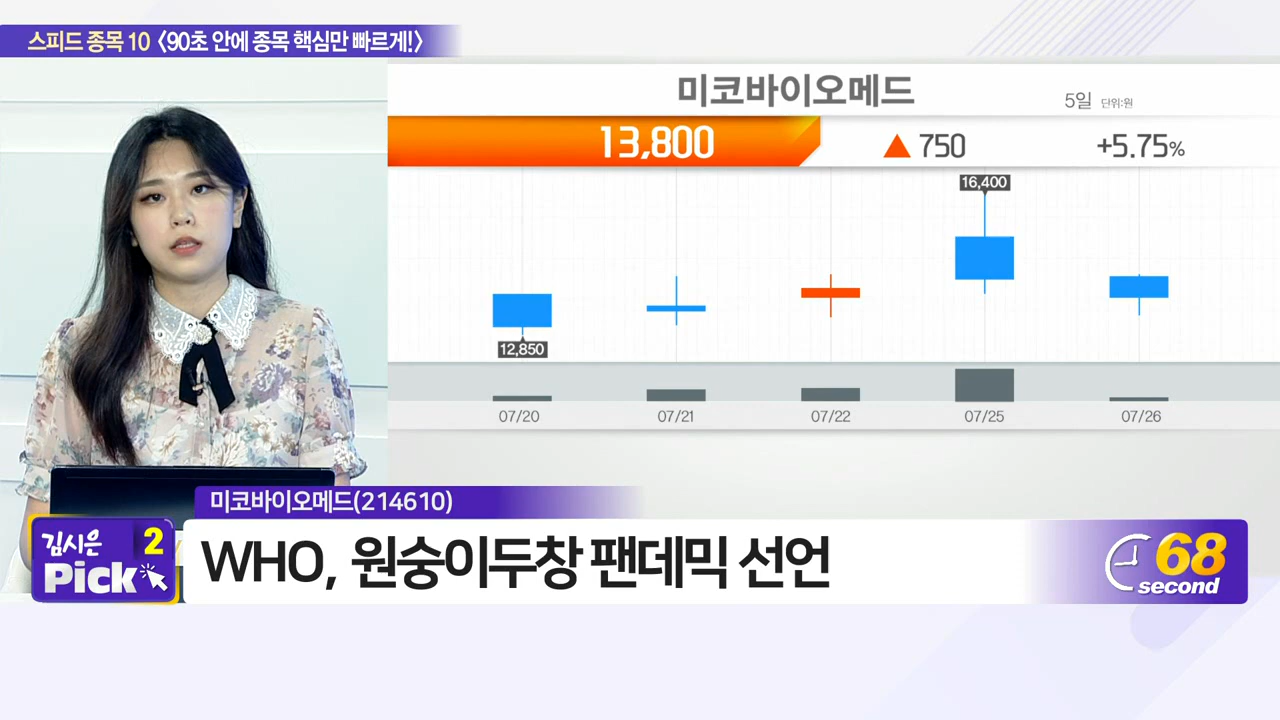 스피드 종목 10 〈90초 안에 종목 핵심만 빠르게!〉
미코바이오메드
5일 단위:원
13,800 ▲ 750 +5.75%
16,400
12,850
07/20 07/21 07/22 07/25 07/26
미코바이오메드(214610)
김시은 2
Pick
WHO, 원숭이두창 팬데믹 선언
68
second